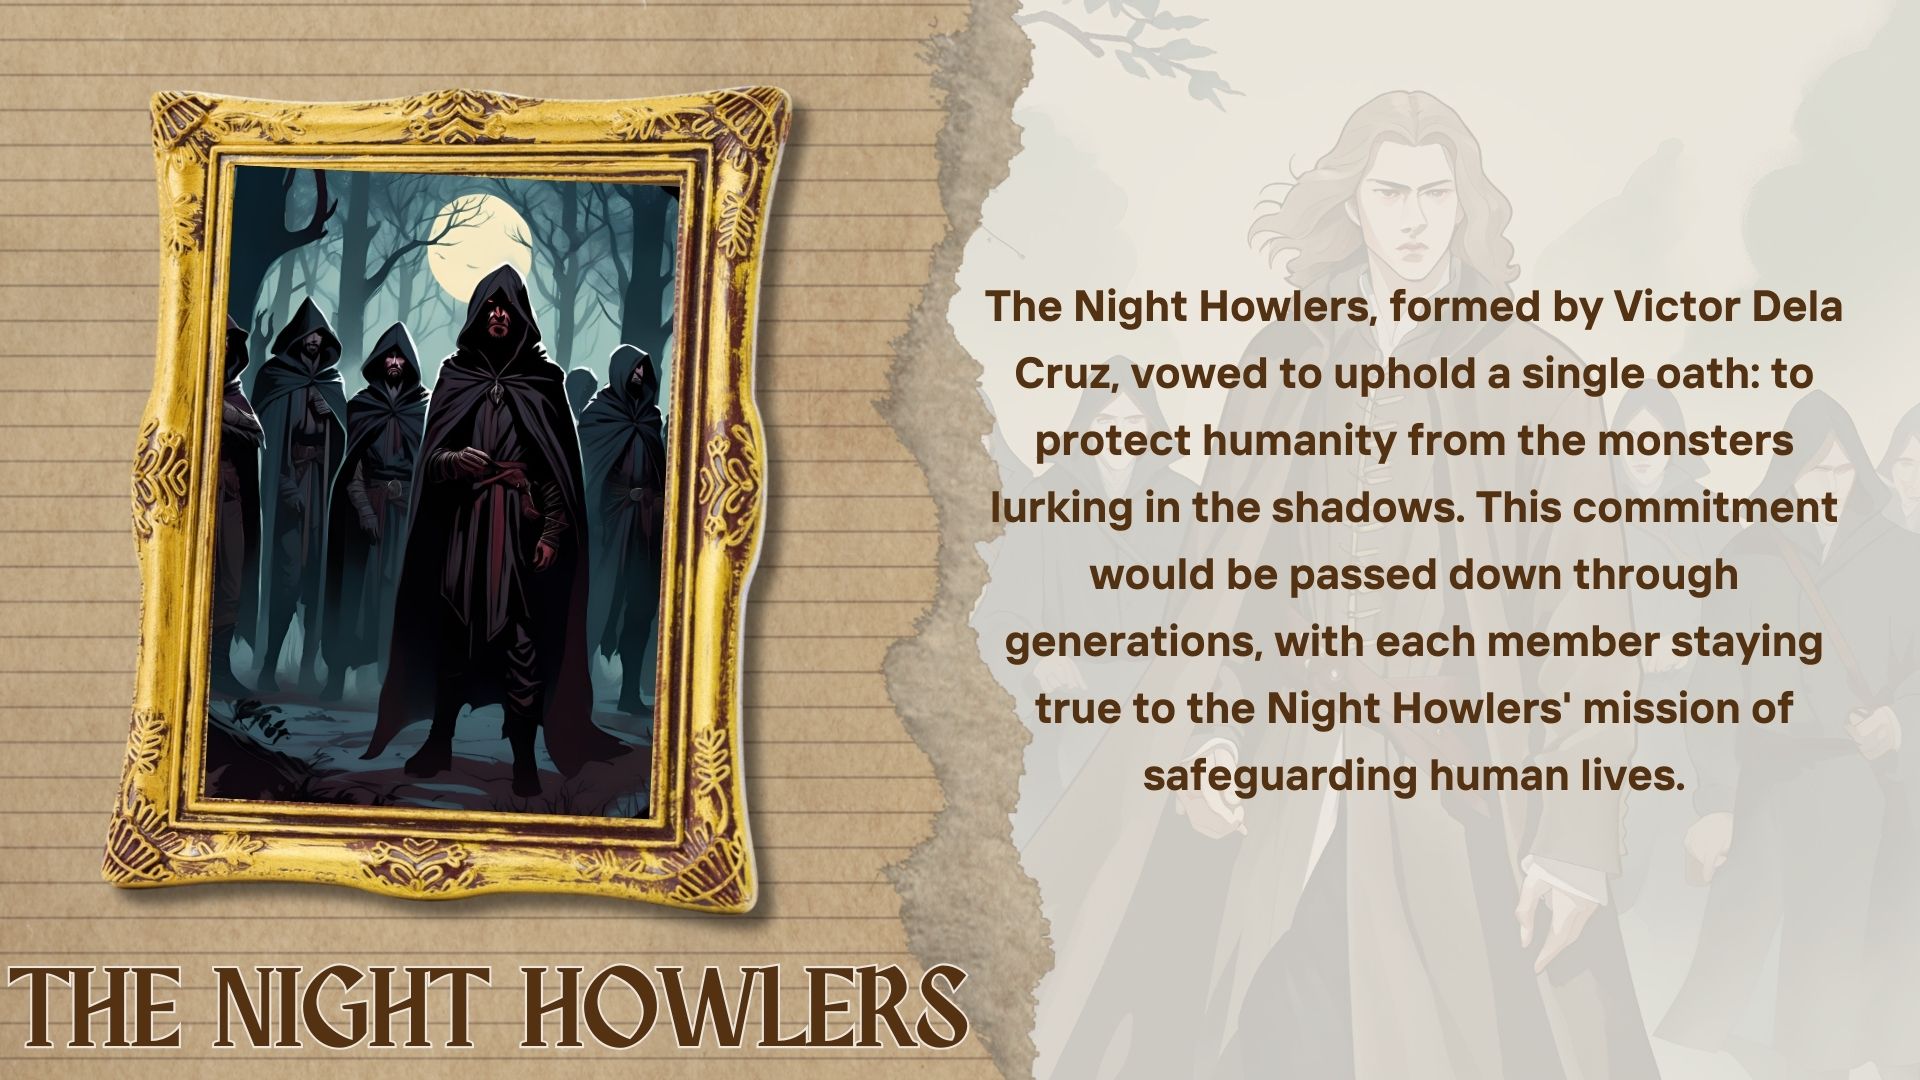 The Night Howlers, formed by Victor Dela
Cruz, vowed to uphold a single oath: to
protect humanity from the monsters
lurking in the shadows. This commitment
would be passed down through
generations, with each member staying
true to the Night Howlers' mission of
safeguarding human lives.
THE NIGHT HOWLERS